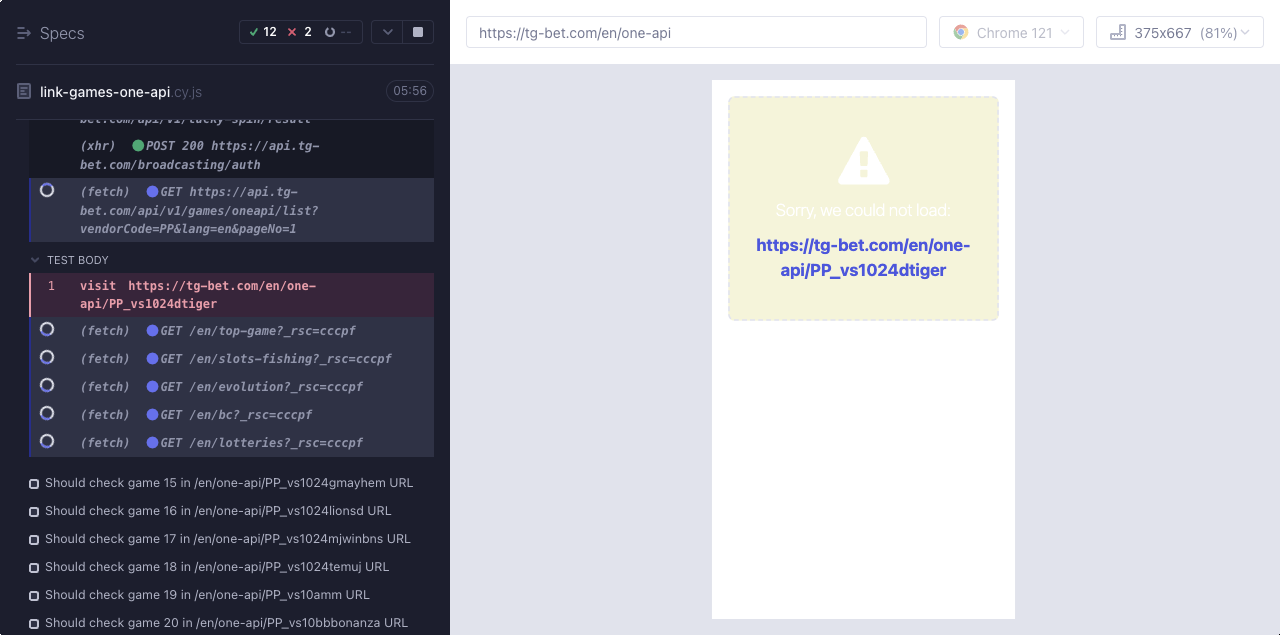 Specs
12 2 --
link-games-one-api.cy.js 05:56
bet.com/api/v1/lucky-spin/result
(xhr) POST 200 https://api.tg-
bet.com/broadcasting/auth
(fetch) GET https://api.tg-
bet.com/api/v1/games/oneapi/list?
vendorCode=PP&lang=en&pageNo=1
TEST BODY
1 visit https://tg-bet.com/en/one-
api/PP_vs1024dtiger
(fetch) GET /en/top-game?_rsc=cccpf
(fetch) GET /en/slots-fishing?_rsc=cccpf
(fetch) GET /en/evolution?_rsc=cccpf
(fetch) GET /en/bc?_rsc=cccpf
(fetch) GET /en/lotteries?_rsc=cccpf
Should check game 15 in /en/one-api/PP_vs1024gmayhem URL
Should check game 16 in /en/one-api/PP_vs1024lionsd URL
Should check game 17 in /en/one-api/PP_vs1024mjwinbns URL
Should check game 18 in /en/one-api/PP_vs1024temuj URL
Should check game 19 in /en/one-api/PP_vs10amm URL
Should check game 20 in /en/one-api/PP_vs10bbbonanza URL
https://tg-bet.com/en/one-api
Chrome 121
375x667 (81%)
Sorry, we could not load:
https://tg-bet.com/en/one-
api/PP_vs1024dtiger